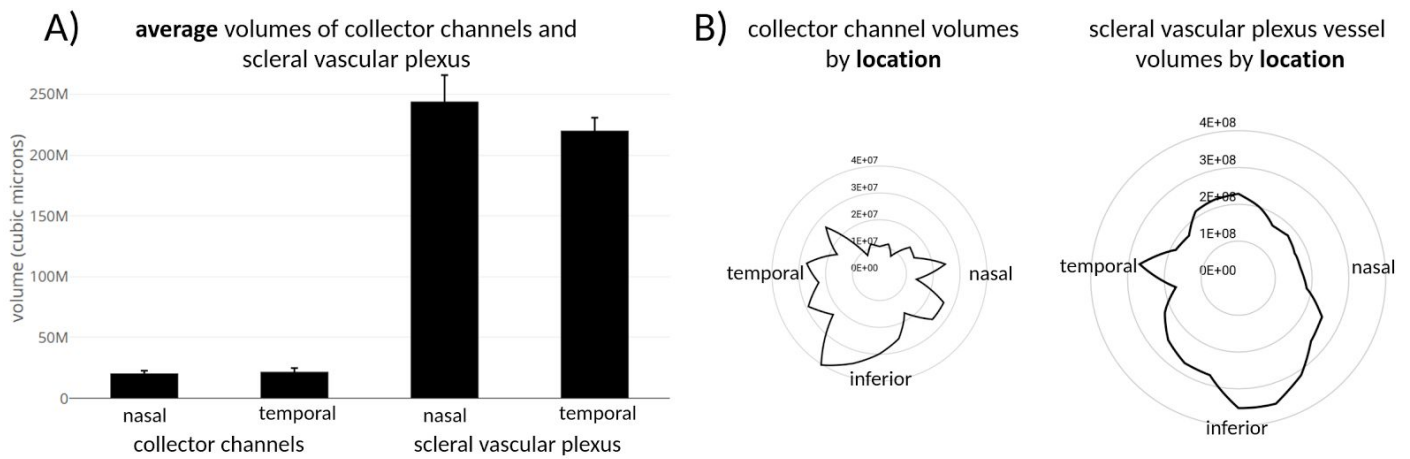 A)
average volumes of collector channels and
scleral vascular plexus
volume (cubic microns)
250M
200M
150M
100M
50M
0
nasal
temporal
nasal
temporal
collector channels
scleral vascular plexus
B)
collector channel volumes
by location
4E+07
3E+07
2E+07
1E+07
0E+00
temporal
nasal
inferior
scleral vascular plexus vessel
volumes by location
4E+08
3E+08
2E+08
1E+08
0E+00
temporal
nasal
inferior